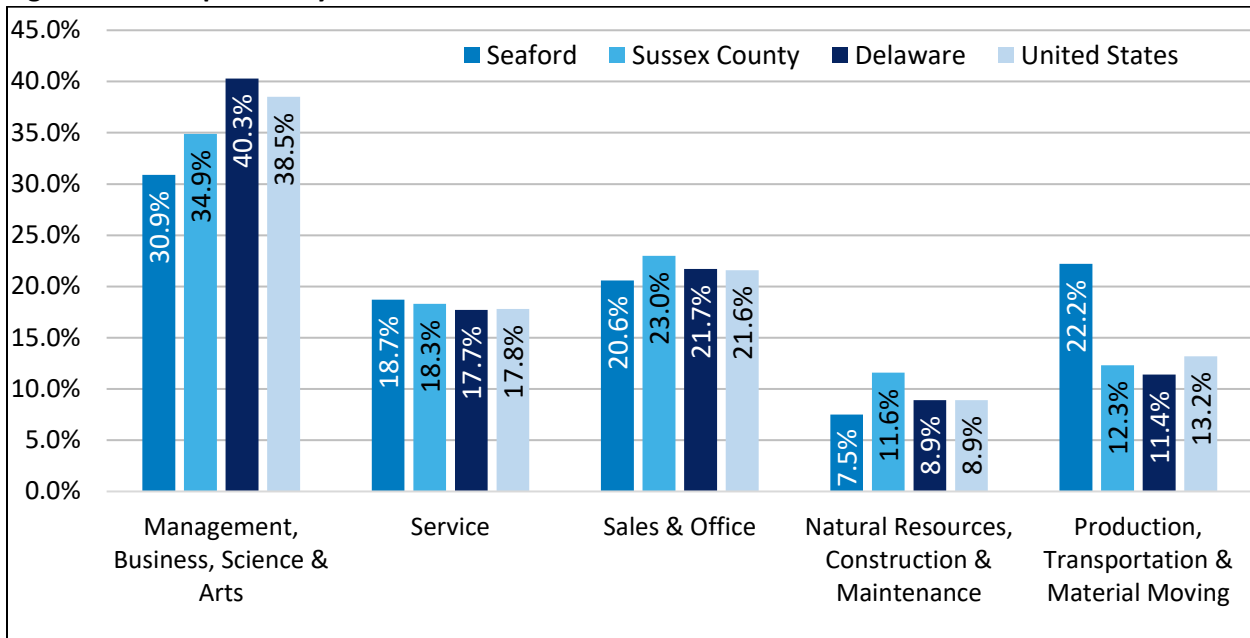 45.0%
Seaford Sussex County Delaware United States
40.0%
35.0%
30.0%
25.0%
20.0%
15.0%
10.0%
5.0%
0.0%
30.9%
34.9%
40.3%
38.5%
18.7%
18.3%
17.7%
17.8%
20.6%
23.0%
21.7%
21.6%
7.5%
11.6%
8.9%
8.9%
22.2%
12.3%
11.4%
13.2%
Management,
Business, Science &
Arts
Service
Sales & Office
Natural Resources,
Construction &
Maintenance
Production,
Transportation &
Material Moving